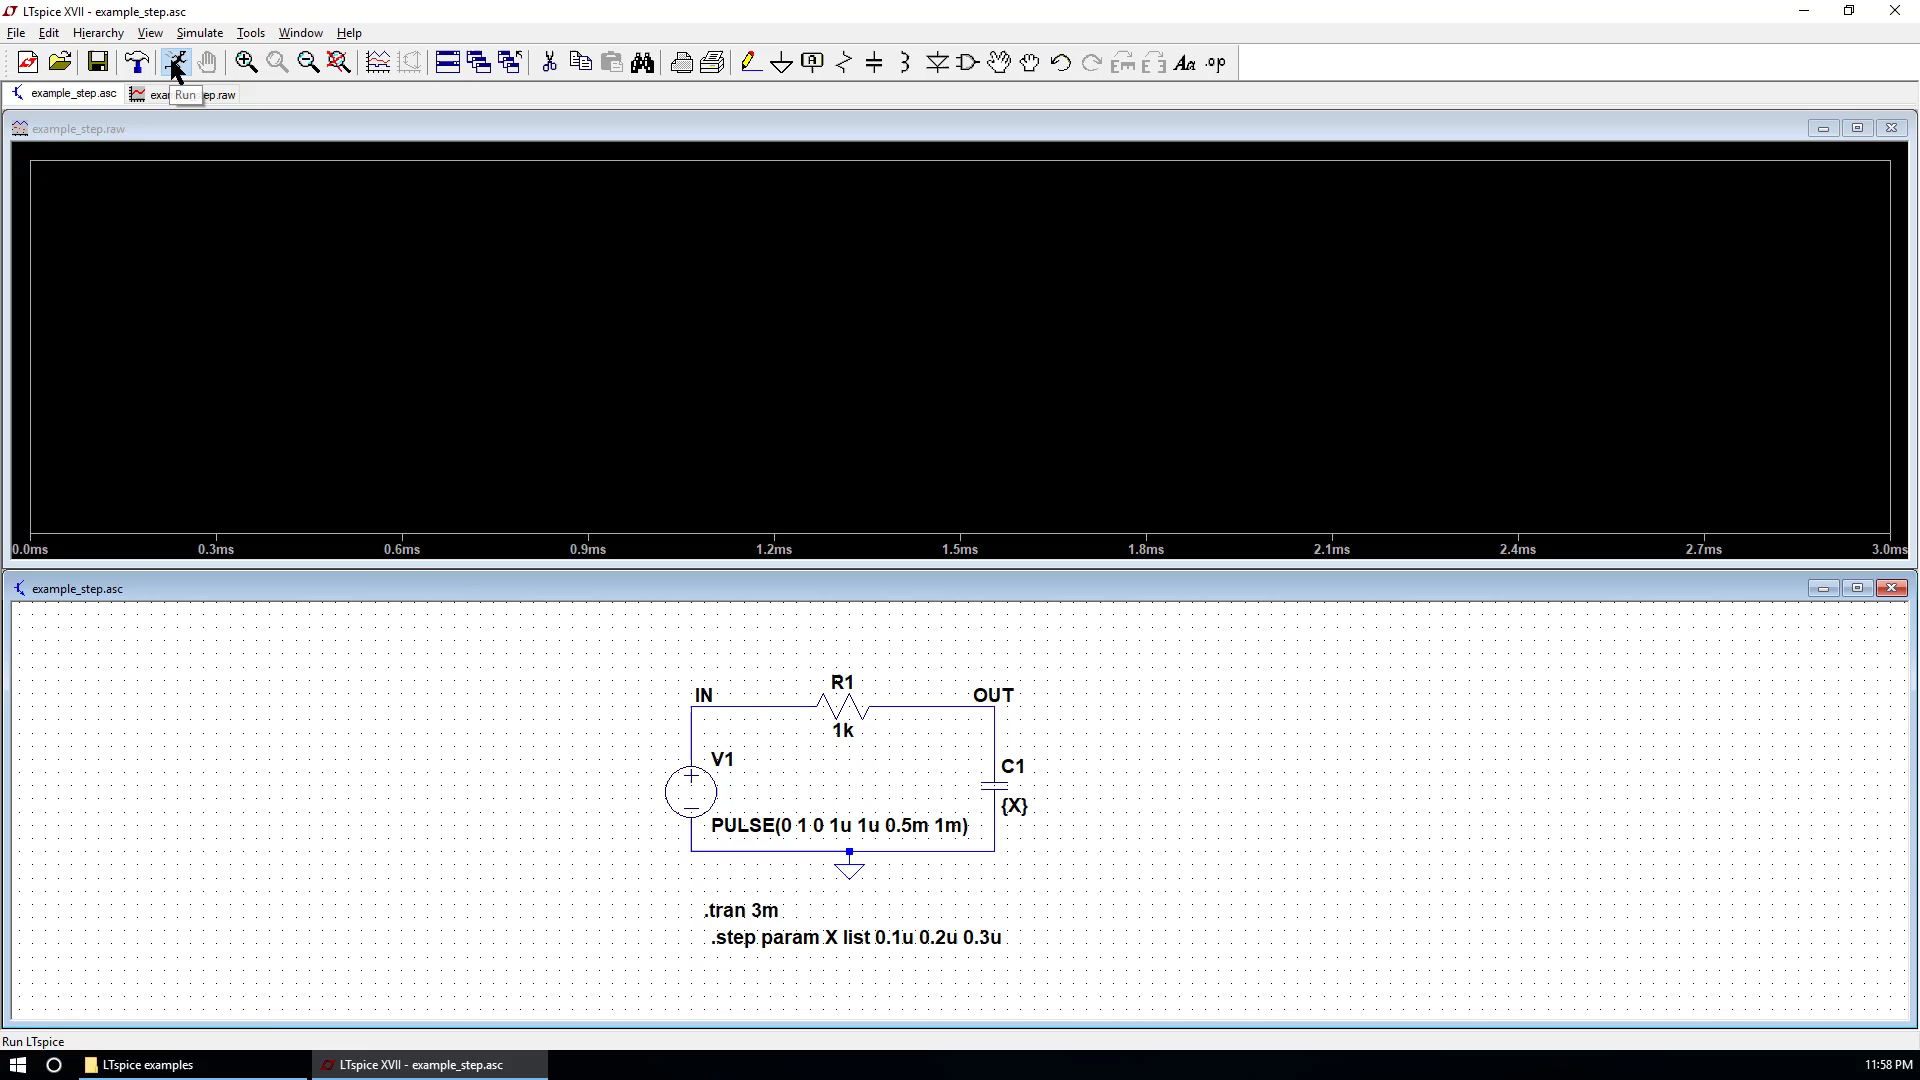 LTspice XVII - example_step.asc
File Edit Hierarchy View Simulate Tools Window Help
A Aa .op
example_step.asc exa ep.raw
Run
example_step.raw
0.0ms 0.3ms 0.6ms 0.9ms 1.2ms 1.5ms 1.8ms 2.1ms 2.4ms 2.7ms 3.0ms
example_step.asc
R1
IN OUT
1k
V1
C1
{X}
PULSE(0 1 0 1u 1u 0.5m 1m)
.tran 3m
.step param X list 0.1u 0.2u 0.3u
Run LTspice
LTspice examples LTspice XVII - example_step.asc 11:58 PM